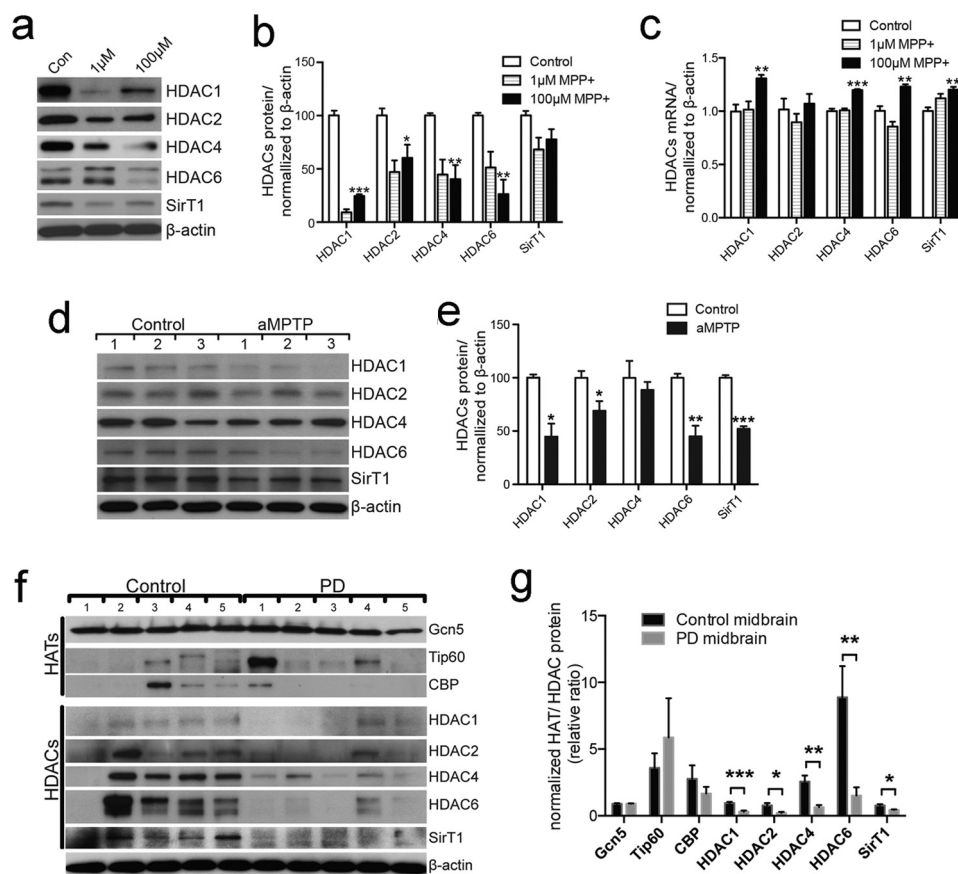 a
Con
1μM
100μM
HDAC1
HDAC2
HDAC4
HDAC6
SirT1
β-actin
b
Control
1μM MPP+
100μM MPP+
HDACs protein/
normallized to β-actin
150
100
50
0
***
*
**
**
HDAC1
HDAC2
HDAC4
HDAC6
SirT1
c
Control
1μM MPP+
100μM MPP+
HDACs mRNA/
normallized to β-actin
1.5
1.0
0.5
0.0
**
***
**
**
HDAC1
HDAC2
HDAC4
HDAC6
SirT1
d
Control aMPTP
1 2 3 1 2 3
HDAC1
HDAC2
HDAC4
HDAC6
SirT1
β-actin
e
Control
aMPTP
HDACs protein/
normallized to β-actin
150
100
50
0
*
*
**
***
HDAC1
HDAC2
HDAC4
HDAC6
SirT1
f
Control PD
1 2 3 4 5 1 2 3 4 5
HATs
Gcn5
Tip60
CBP
HDACs
HDAC1
HDAC2
HDAC4
HDAC6
SirT1
β-actin
g
Control midbrain
PD midbrain
normalized HAT/HDAC protein
(relative ratio)
15
10
5
0
***
*
**
**
*
Gcn5
Tip60
CBP
HDAC1
HDAC2
HDAC4
HDAC6
SirT1